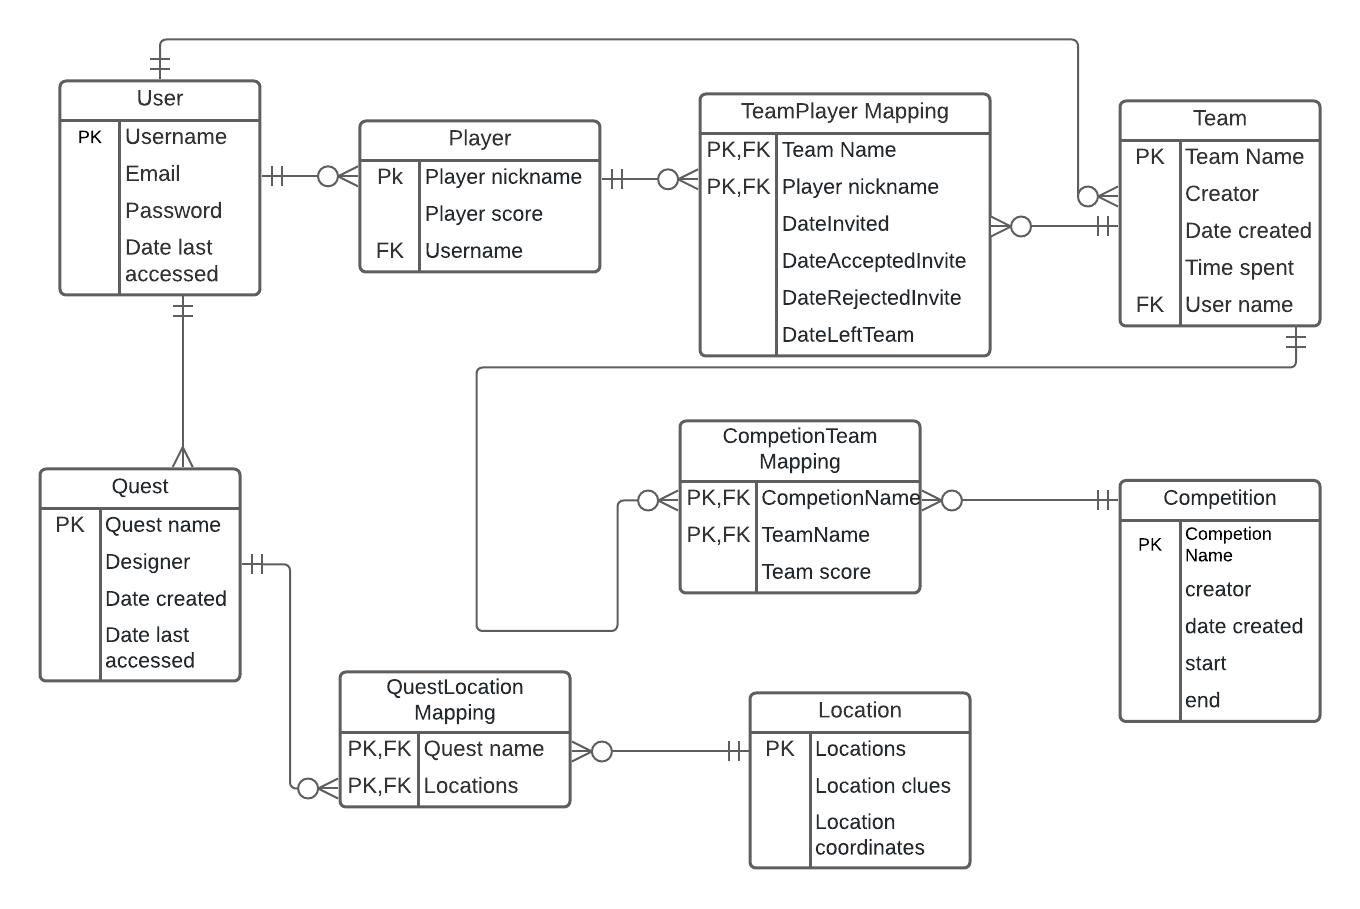 User
PK Username
Email
Password
Date last
accessed
Player
Pk Player nickname
Player score
FK Username
TeamPlayer Mapping
PK,FK Team Name
PK,FK Player nickname
DateInvited
DateAcceptedInvite
DateRejectedInvite
DateLeftTeam
Team
PK Team Name
Creator
Date created
Time spent
FK User name
Quest
PK Quest name
Designer
Date created
Date last
accessed
CompetionTeam
Mapping
PK,FK CompetionName
PK,FK TeamName
Team score
Competition
PK Competion
Name
creator
date created
start
end
QuestLocation
Mapping
PK,FK Quest name
PK,FK Locations
Location
PK Locations
Location clues
Location
coordinates